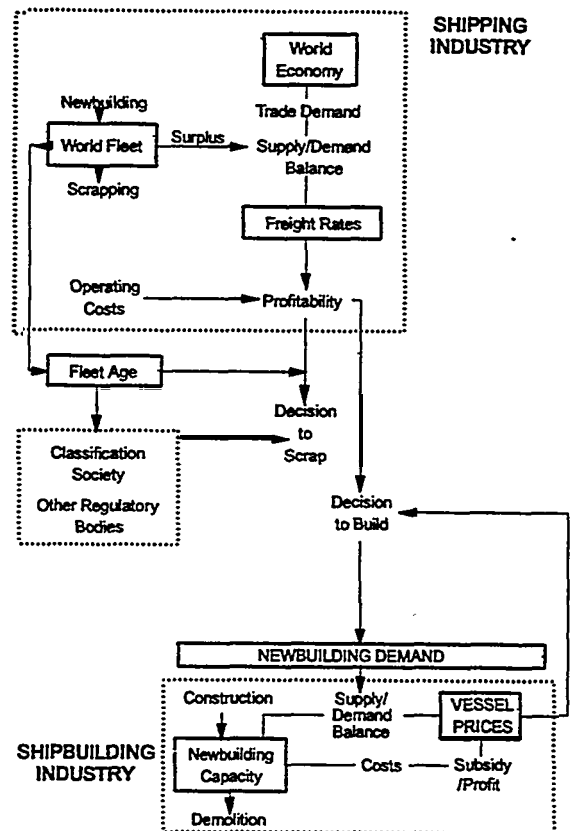 SHIPPING
INDUSTRY
World
Economy
Newbuilding
Trade Demand
World Fleet
Surplus
Supply/Demand
Balance
Scrapping
Freight Rates
Operating
Costs
Profitability
Fleet Age
Decision
to
Scrap
Classification
Society
Other Regulatory
Bodies
Decision
to Build
NEWBUILDING DEMAND
Construction
Supply/
Demand
Balance
VESSEL
PRICES
SHIPBUILDING
INDUSTRY
Newbuilding
Capacity
Costs
Subsidy
/Profit
Demolition